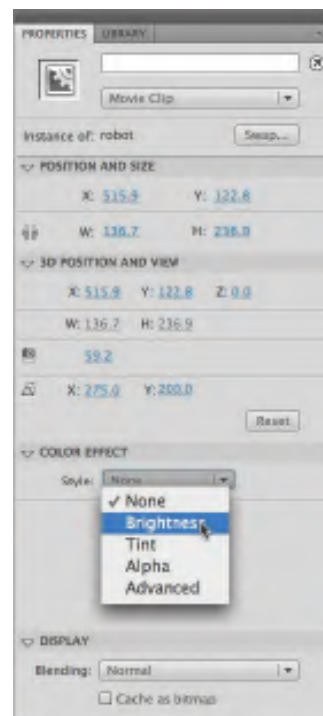 PROPERTIES LIBRARY
Movie Clip
Instance of: robot Swap...
POSITION AND SIZE
X: 515.9 Y: 122.8
W: 136.7 H: 236.9
3D POSITION AND VIEW
X: 515.9 Y: 122.8 Z: 0.0
W: 136.7 H: 236.9
59.2
X: 275.0 Y: 200.0
Reset
COLOR EFFECT
Style: None
✓ None
Brightness
Tint
Alpha
Advanced
DISPLAY
Blending: Normal
Cache as bitmap